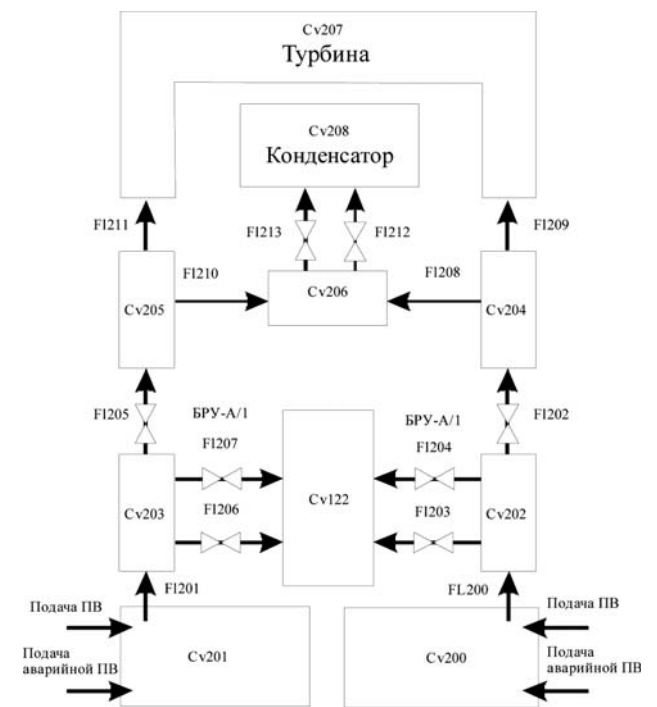 Cv207
Турбина
Cv208
Конденсатор
Fl211
Fl213
Fl212
Fl209
Fl210
Fl208
Cv205
Cv206
Cv204
Fl205
БРУ-А/1
БРУ-А/1
Fl202
Fl207
Fl204
Cv203
Cv122
Cv202
Fl206
Fl203
Fl201
FL200
Подача ПВ
Подача ПВ
Подача
аварийной ПВ
Cv201
Cv200
Подача
аварийной ПВ